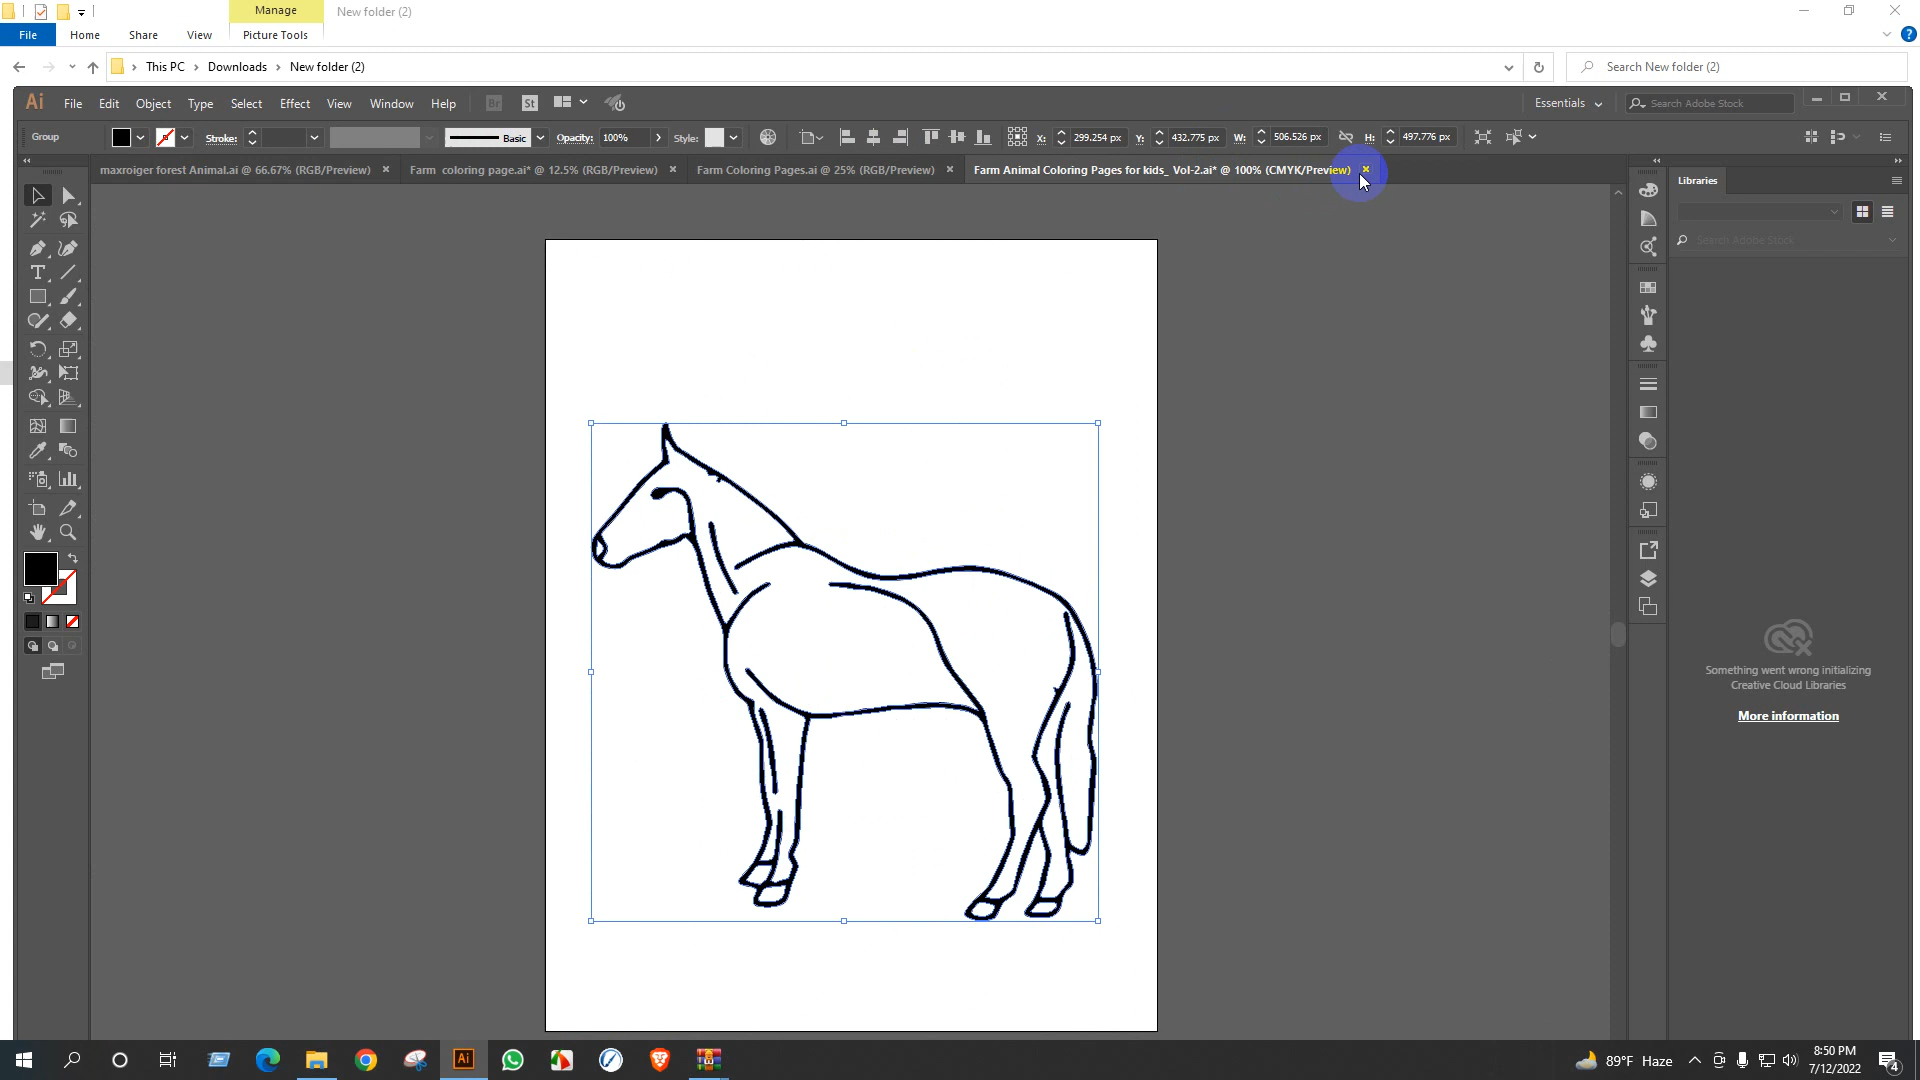 Manage
New folder (2)
File
Home
Share
View
Picture Tools
This PC
Downloads
New folder (2)
Search New folder (2)
Ai
File
Edit
Object
Type
Select
Effect
View
Window
Help
Br
St
Essentials
Search Adobe Stock
Group
Stroke:
Basic
Opacity:
100%
Style:
X:
299.254 px
Y:
432.775 px
W:
506.526 px
H:
497.776 px
maxroiger forest Animal.ai @ 66.67% (RGB/Preview)
Farm coloring page.ai* @ 12.5% (RGB/Preview)
Farm Coloring Pages.ai @ 25% (RGB/Preview)
Farm Animal Coloring Pages for kids_ Vol-2.ai* @ 100% (CMYK/Preview)
Libraries
Search Adobe Stock
Something went wrong initializing
Creative Cloud Libraries
More information
Ai
89°F Haze
8:50 PM
7/12/2022
4